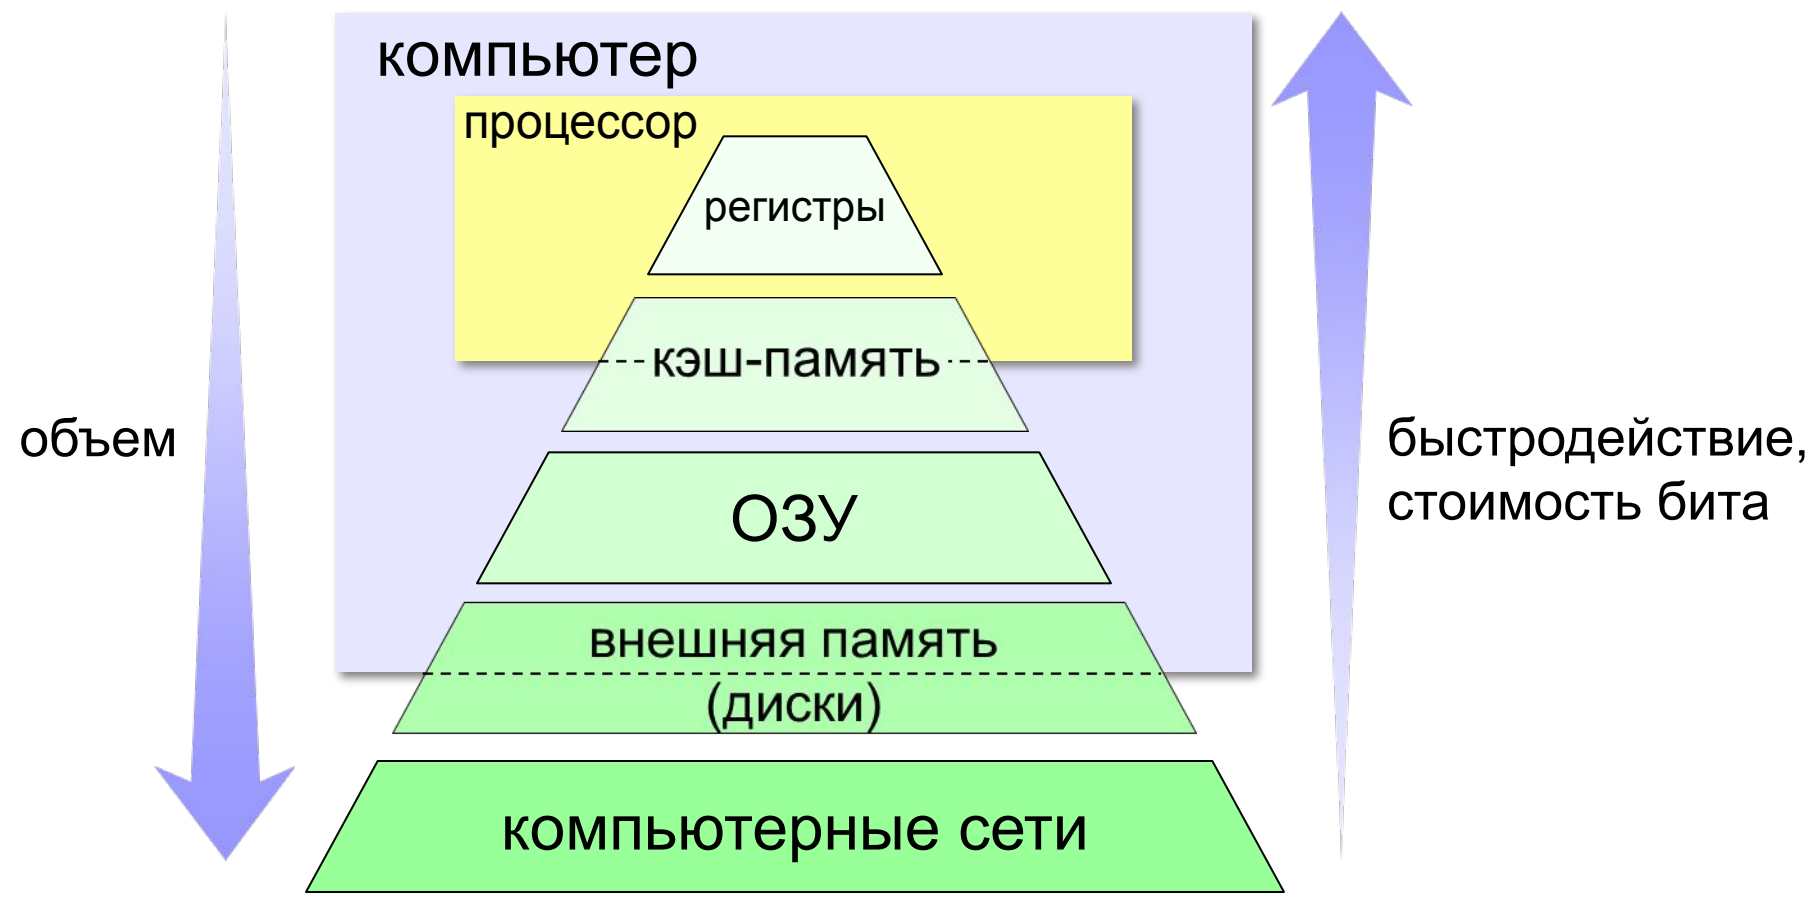 компьютер
процессор
регистры
кэш-память
объем
быстродействие,
стоимость бита
ОЗУ
внешняя память
(диски)
компьютерные сети